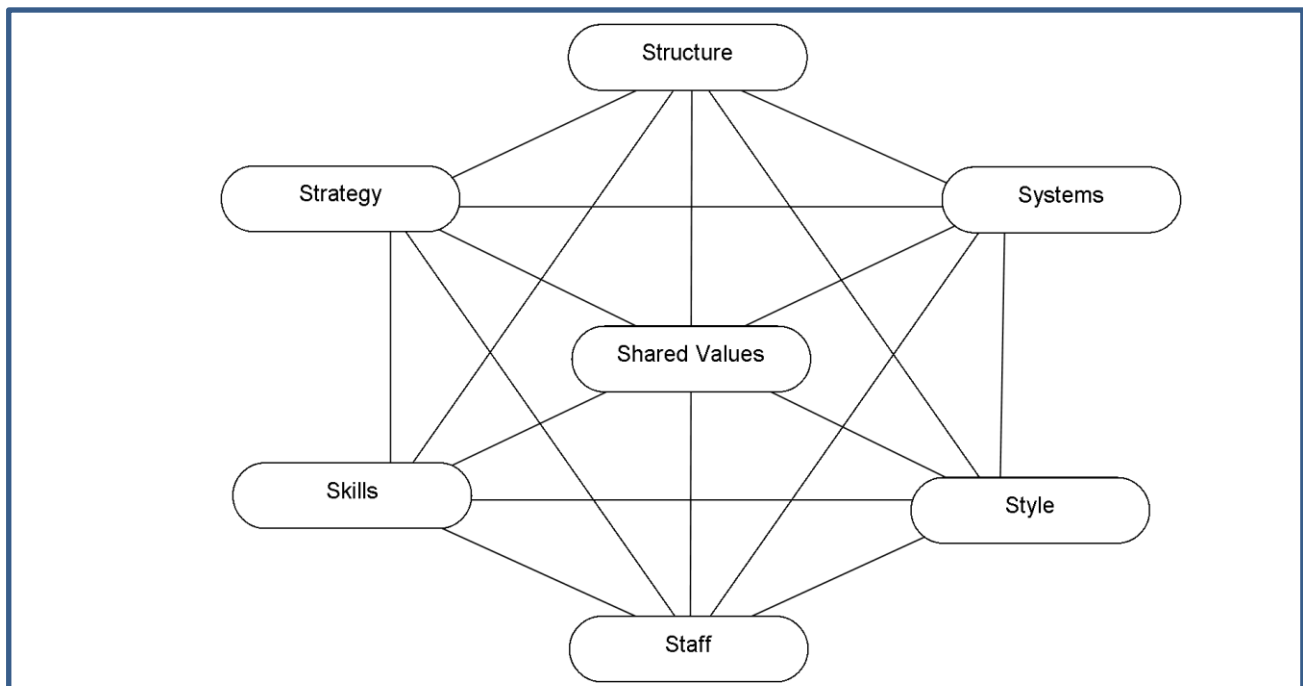 Structure
Strategy
Systems
Shared Values
Skills
Style
Staff